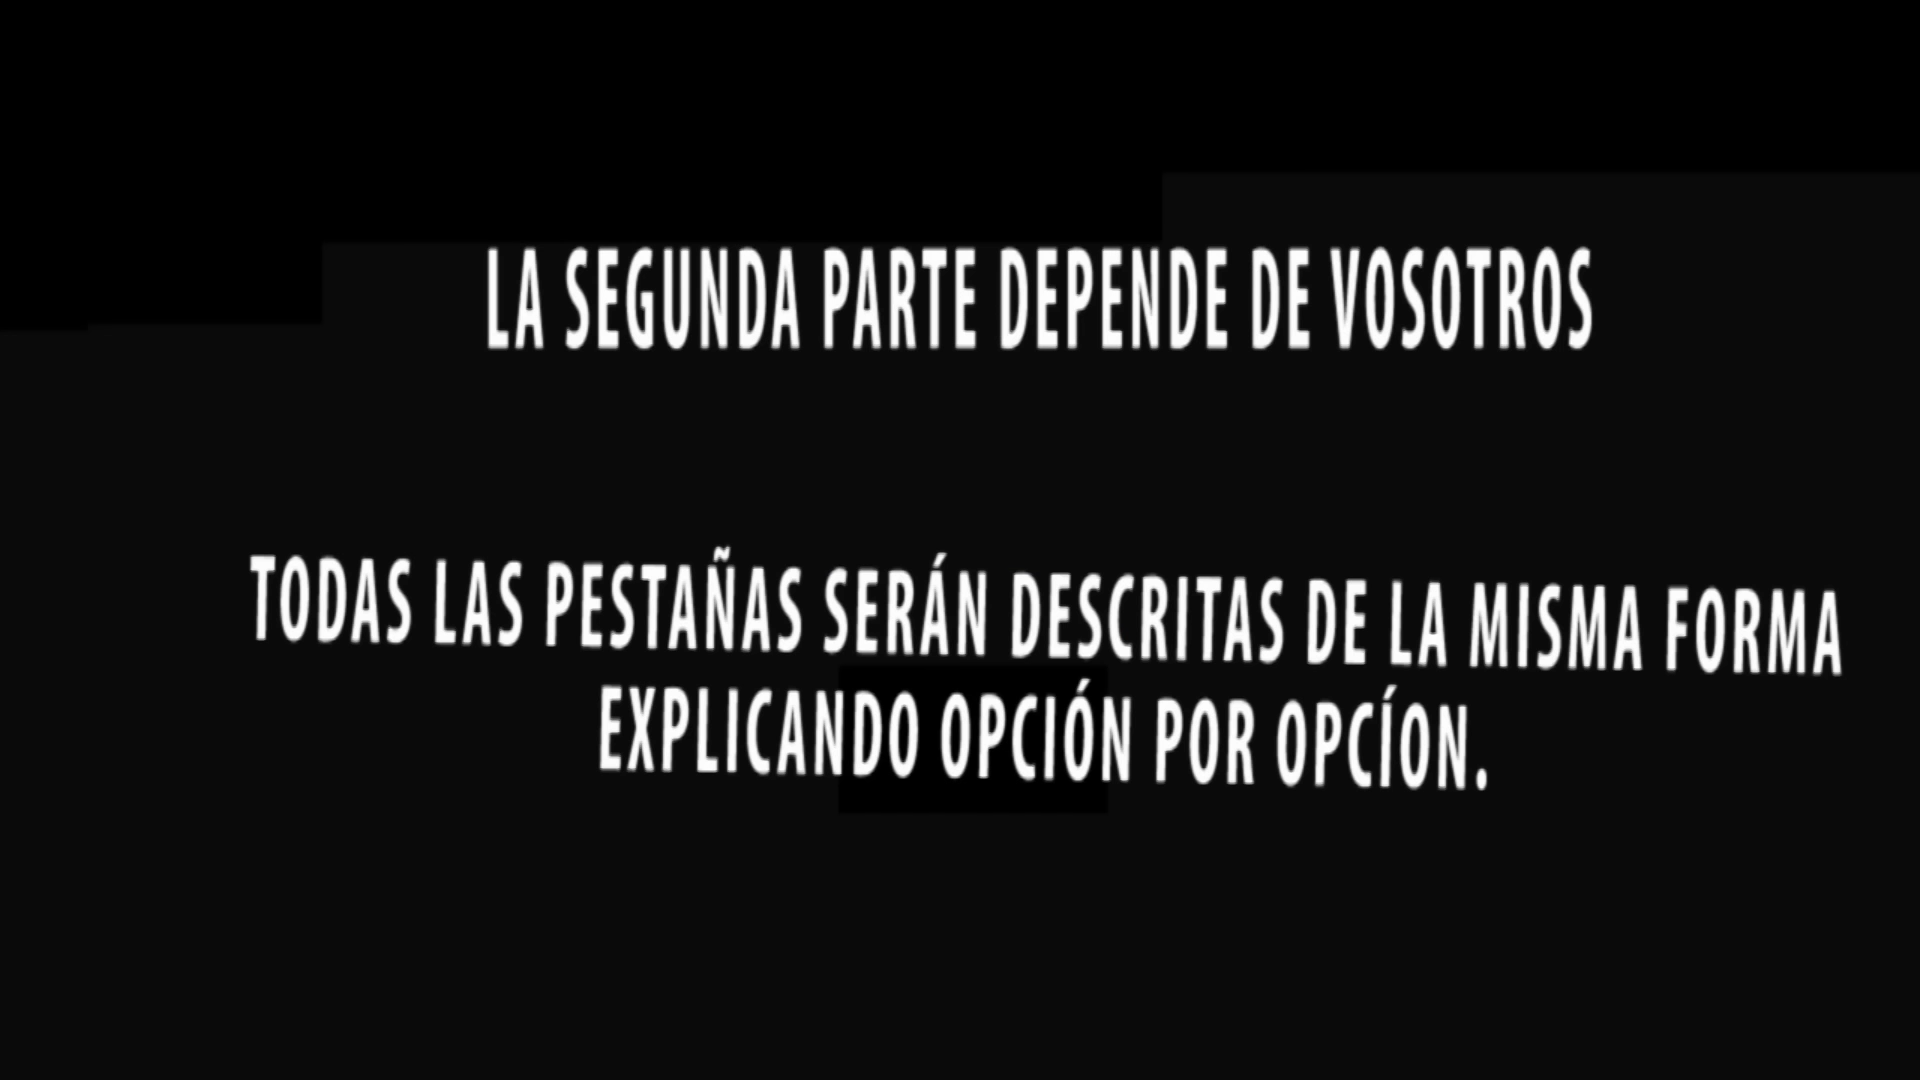 LA SEGUNDA PARTE DEPENDE DE VOSOTROS
TODAS LAS PESTAÑAS SERÁN DESCRITAS DE LA MISMA FORMA
EXPLICANDO OPCIÓN POR OPCÍON.